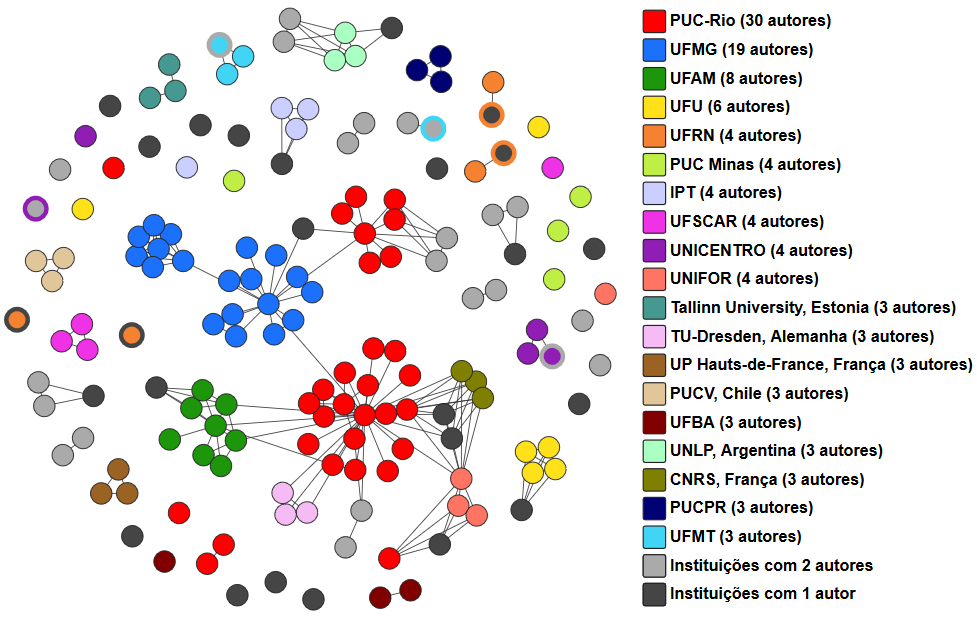 PUC-Rio (30 autores)
UFMG (19 autores)
UFAM (8 autores)
UFU (6 autores)
UFRN (4 autores)
PUC Minas (4 autores)
IPT (4 autores)
UFSCAR (4 autores)
UNICENTRO (4 autores)
UNIFOR (4 autores)
Tallinn University, Estonia (3 autores)
TU-Dresden, Alemanha (3 autores)
UP Hauts-de-France, França (3 autores)
PUCV, Chile (3 autores)
UFBA (3 autores)
UNLP, Argentina (3 autores)
CNRS, França (3 autores)
PUCPR (3 autores)
UFMT (3 autores)
Instituições com 2 autores
Instituições com 1 autor